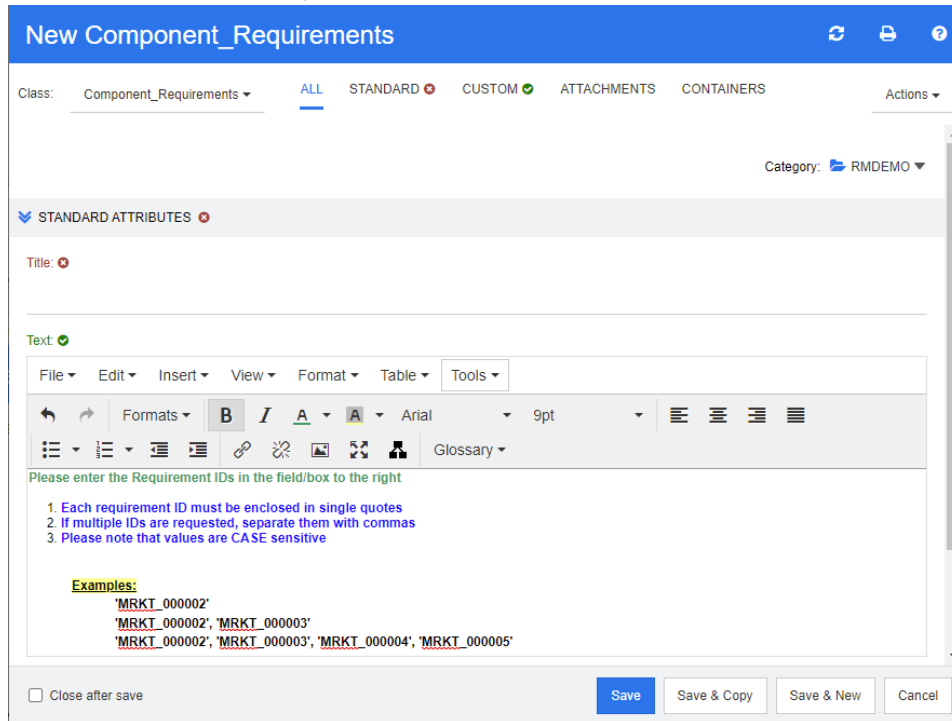 New Component_Requirements
Class: Component_Requirements ALL STANDARD CUSTOM ATTACHMENTS CONTAINERS Actions
Category: RMDEMO
STANDARD ATTRIBUTES
Title:
Text:
File Edit Insert View Format Table Tools
Formats B I A A Arial 9pt
Glossary
Please enter the Requirement IDs in the field/box to the right
1. Each requirement ID must be enclosed in single quotes
2. If multiple IDs are requested, separate them with commas
3. Please note that values are CASE sensitive
Examples:
'MRKT_000002'
'MRKT_000002', 'MRKT_000003'
'MRKT_000002', 'MRKT_000003', 'MRKT_000004', 'MRKT_000005'
Close after save Save Save & Copy Save & New Cancel